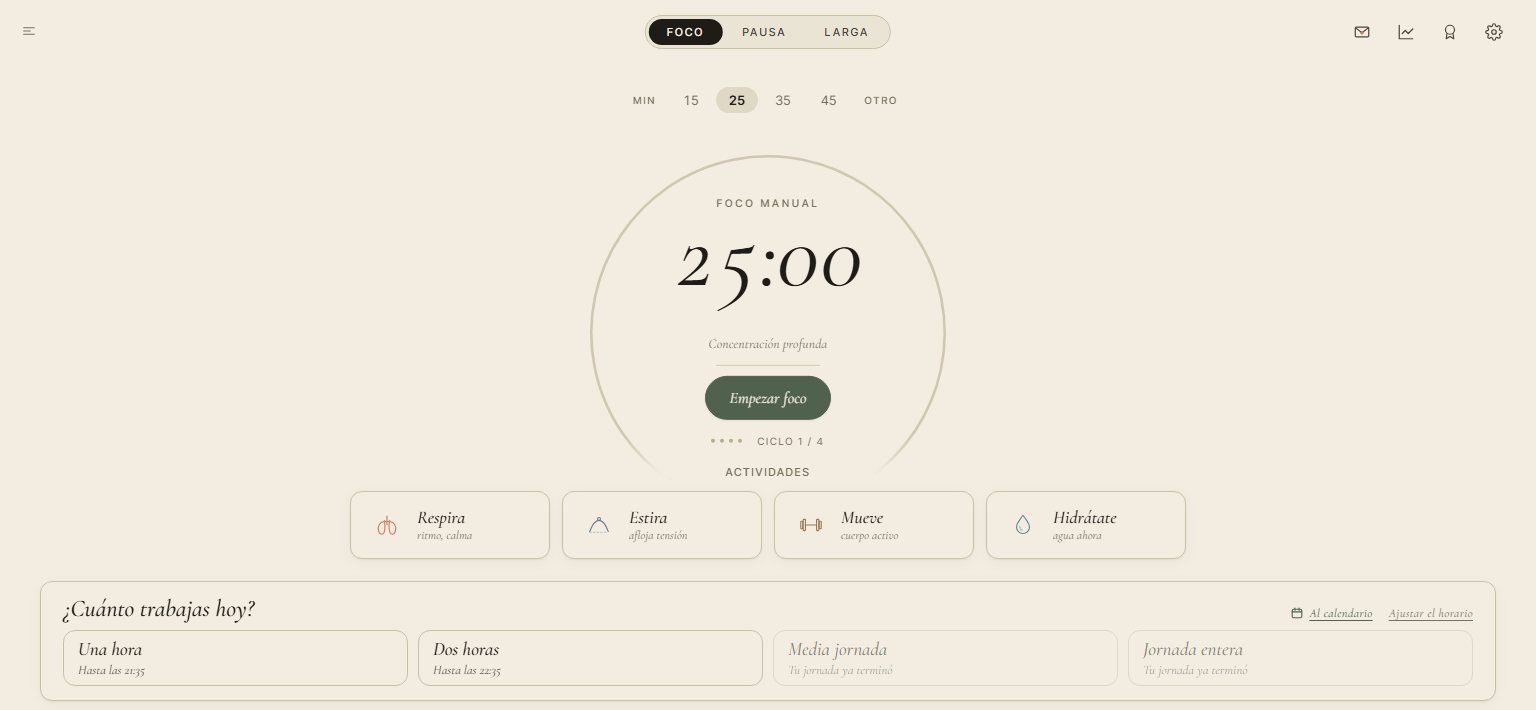 FOCO PAUSA LARGA
MIN 15 25 35 45 OTRO
FOCO MANUAL
25:00
Concentración profunda
Empezar foco
CICLO 1 / 4
ACTIVIDADES
Respira
ritmo, calma
Estira
afloja tensión
Mueve
cuerpo activo
Hidrátate
agua ahora
¿Cuánto trabajas hoy?
Al calendario Ajustar el horario
Una hora
Hasta las 21:35
Dos horas
Hasta las 22:35
Media jornada
Tu jornada ya terminó
Jornada entera
Tu jornada ya terminó